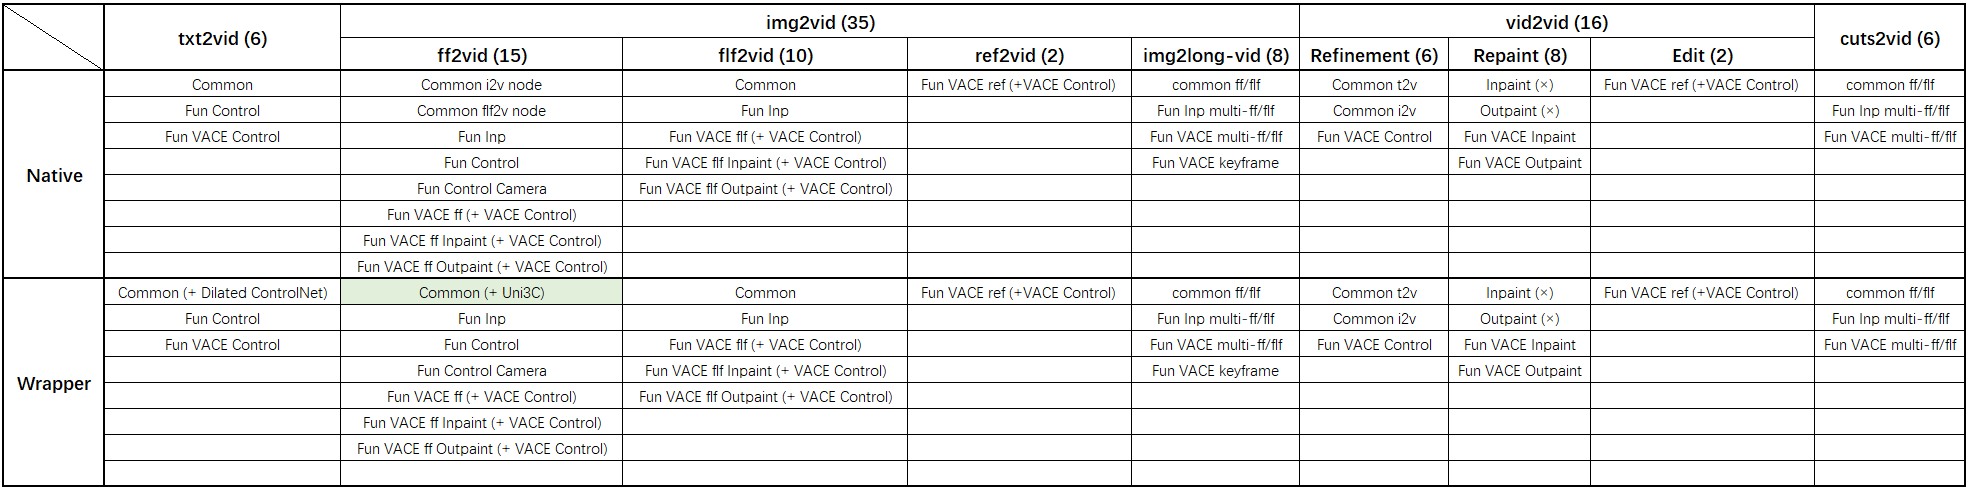 txt2vid (6) img2vid (35) vid2vid (16) cuts2vid (6)
ff2vid (15) flf2vid (10) ref2vid (2) img2long-vid (8) Refinement (6) Repaint (8) Edit (2)
Native
Common Common i2v node Common Fun VACE ref (+VACE Control) common ff/flf Common t2v Inpaint (×) Fun VACE ref (+VACE Control) common ff/flf
Fun Control Common flf2v node Fun Inp Fun Inp multi-ff/flf Common i2v Outpaint (×) Fun Inp multi-ff/flf
Fun VACE Control Fun Inp Fun VACE flf (+ VACE Control) Fun VACE multi-ff/flf Fun VACE Control Fun VACE Inpaint Fun VACE multi-ff/flf
Fun Control Fun VACE flf Inpaint (+ VACE Control) Fun VACE keyframe Fun VACE Outpaint
Fun Control Camera Fun VACE flf Outpaint (+ VACE Control)
Fun VACE ff (+ VACE Control)
Fun VACE ff Inpaint (+ VACE Control)
Fun VACE ff Outpaint (+ VACE Control)
Wrapper
Common (+ Dilated ControlNet) Common (+ Uni3C) Common Fun VACE ref (+VACE Control) common ff/flf Common t2v Inpaint (×) Fun VACE ref (+VACE Control) common ff/flf
Fun Control Fun Inp Fun Inp Fun Inp multi-ff/flf Common i2v Outpaint (×) Fun Inp multi-ff/flf
Fun VACE Control Fun Control Fun VACE flf (+ VACE Control) Fun VACE multi-ff/flf Fun VACE Control Fun VACE Inpaint Fun VACE multi-ff/flf
Fun Control Camera Fun VACE flf Inpaint (+ VACE Control) Fun VACE keyframe Fun VACE Outpaint
Fun VACE ff (+ VACE Control) Fun VACE flf Outpaint (+ VACE Control)
Fun VACE ff Inpaint (+ VACE Control)
Fun VACE ff Outpaint (+ VACE Control)